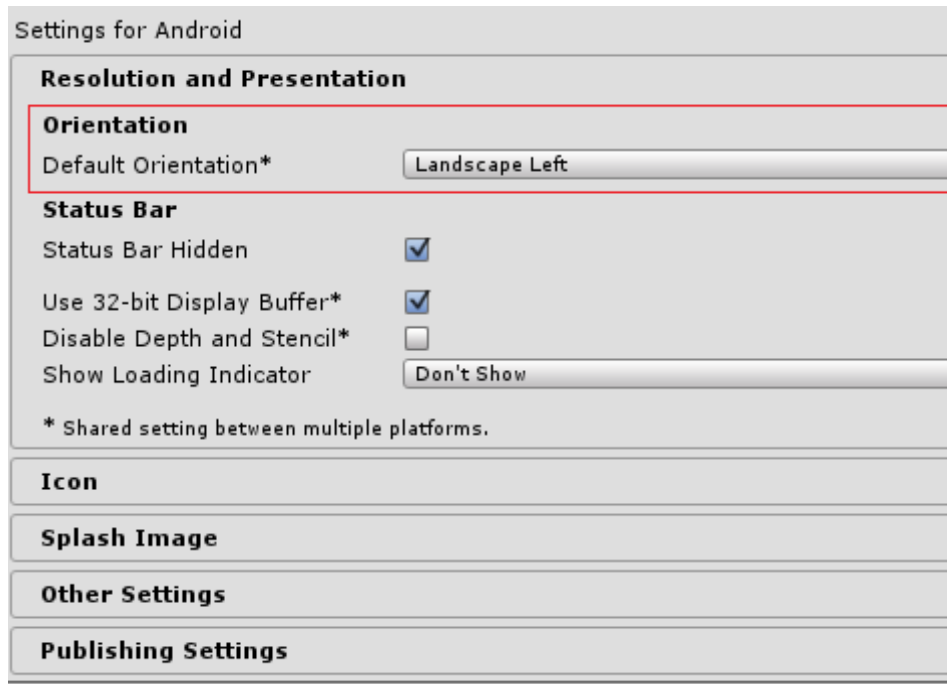 Settings for Android
Resolution and Presentation
Orientation
Default Orientation* Landscape Left
Status Bar
Status Bar Hidden
Use 32-bit Display Buffer*
Disable Depth and Stencil*
Show Loading Indicator Don't Show
* Shared setting between multiple platforms.
Icon
Splash Image
Other Settings
Publishing Settings